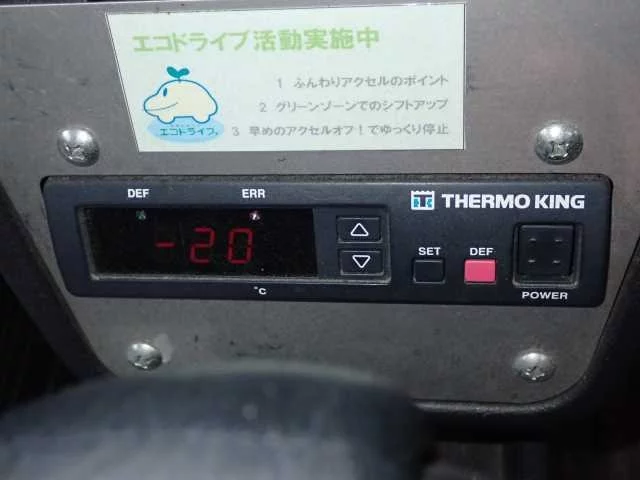 エコドライブ活動実施中
1 ふんわりアクセルのポイント
2 グリーンゾーンでのシフトアップ
エコドライブ
3 早めのアクセルオフ！でゆっくり停止
DEF ERR
THERMO KING
-20
SET DEF
°C
POWER